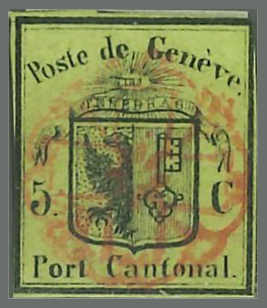 Poste de Genève.
5. C
Port Cantonal.